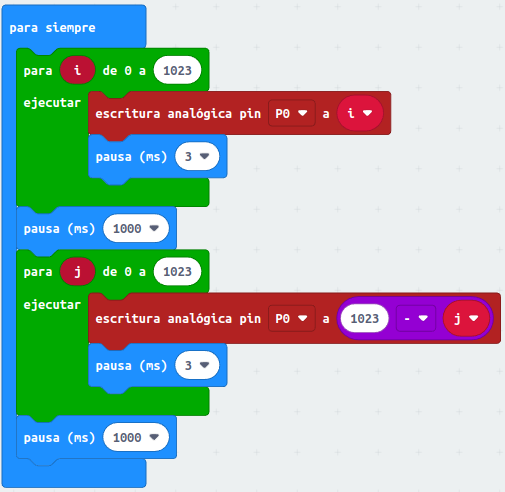 para siempre
para i de 0 a 1023
ejecutar
escritura analógica pin P0 a i
pausa (ms) 3
pausa (ms) 1000
para j de 0 a 1023
ejecutar
escritura analógica pin P0 a 1023 - j
pausa (ms) 3
pausa (ms) 1000